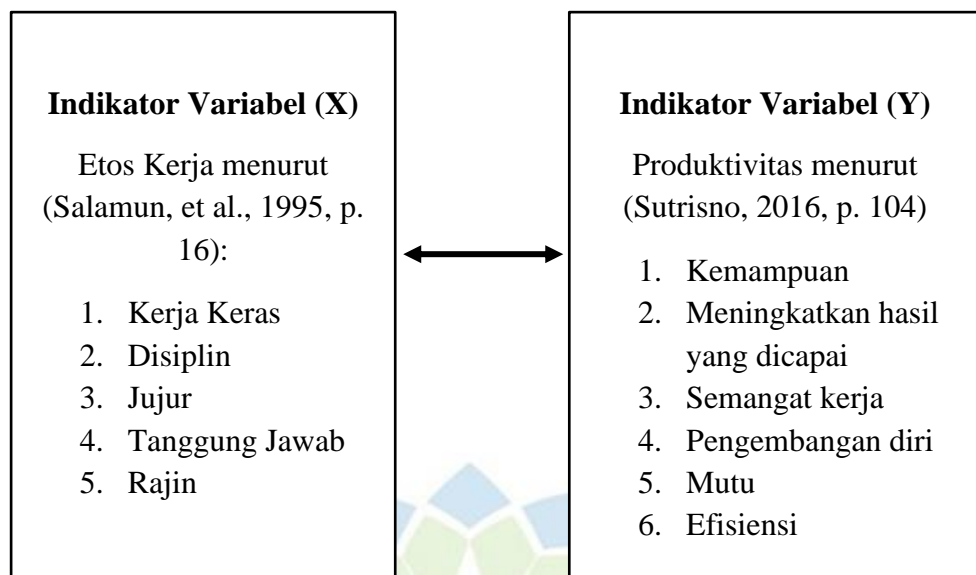 Indikator Variabel (X)
Etos Kerja menurut
(Salamun, et al., 1995, p.
16):
1. Kerja Keras
2. Disiplin
3. Jujur
4. Tanggung Jawab
5. Rajin
Indikator Variabel (Y)
Produktivitas menurut
(Sutrisno, 2016, p. 104)
1. Kemampuan
2. Meningkatkan hasil
yang dicapai
3. Semangat kerja
4. Pengembangan diri
5. Mutu
6. Efisiensi